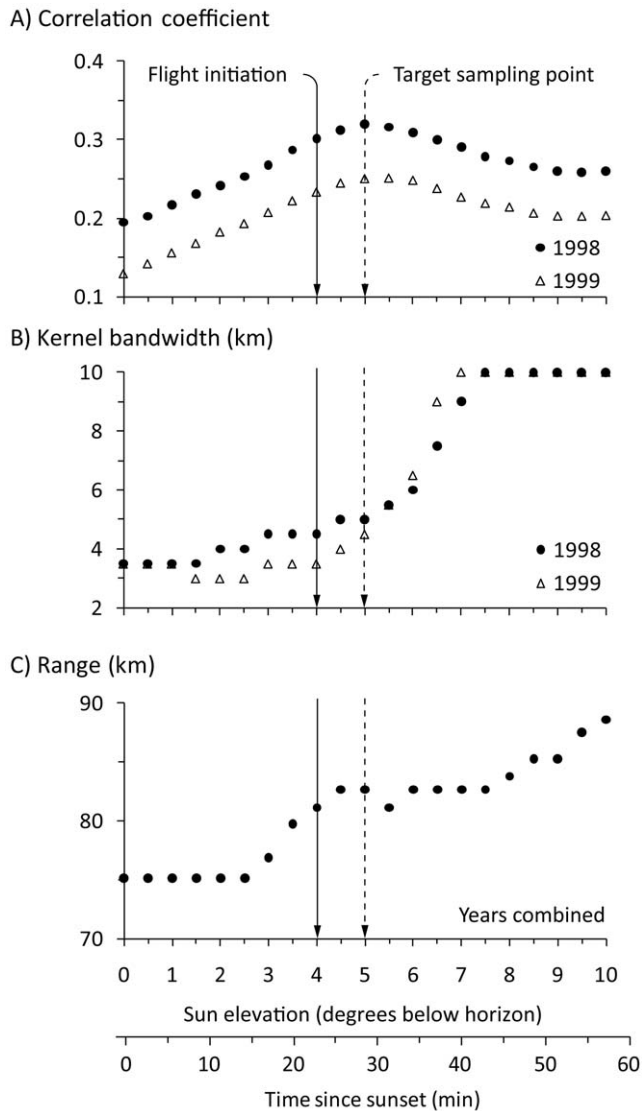 A) Correlation coefficient
Flight initiation
Target sampling point
0.4
0.3
0.2
0.1
1998
1999
B) Kernel bandwidth (km)
10
8
6
4
2
1998
1999
C) Range (km)
90
80
70
Years combined
0 1 2 3 4 5 6 7 8 9 10
Sun elevation (degrees below horizon)
0 10 20 30 40 50 60
Time since sunset (min)